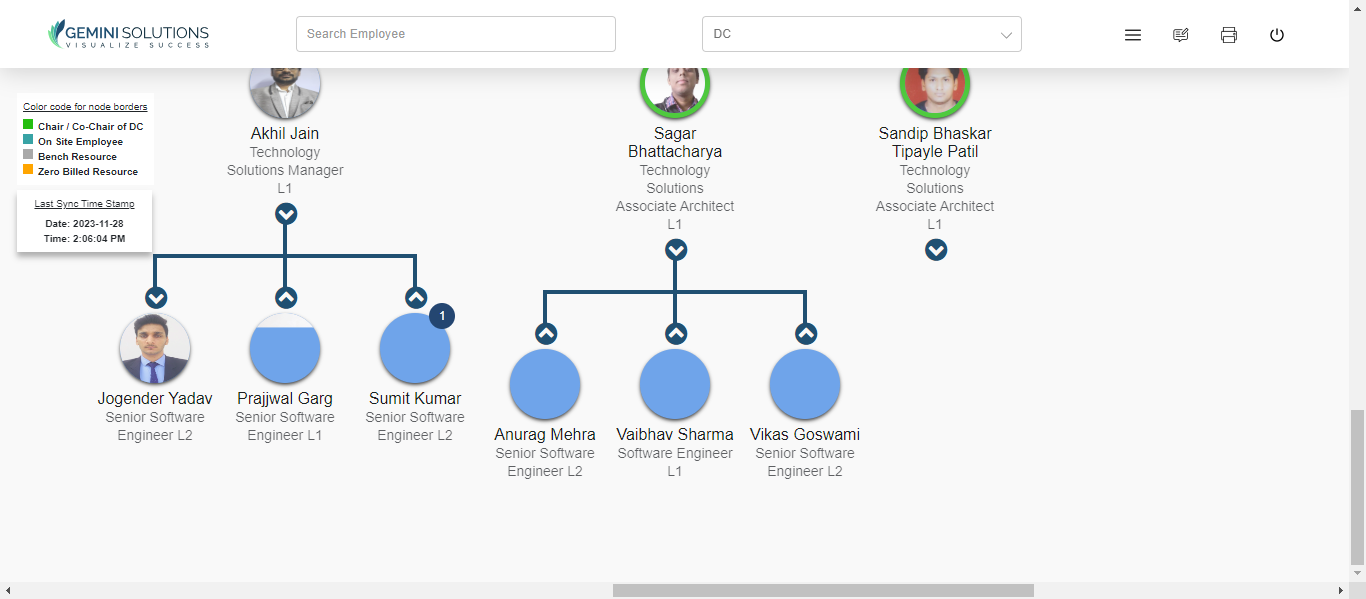 GEMINI SOLUTIONS
VISUALIZE SUCCESS
Search Employee
DC
Color code for node borders
Chair / Co-Chair of DC
On Site Employee
Bench Resource
Zero Billed Resource
Last Sync Time Stamp
Date: 2023-11-28
Time: 2:06:04 PM
Akhil Jain
Technology
Solutions Manager
L1
Sagar
Bhattacharya
Technology
Solutions
Associate Architect
L1
Sandip Bhaskar
Tipayle Patil
Technology
Solutions
Associate Architect
L1
Jogender Yadav
Senior Software
Engineer L2
Prajjwal Garg
Senior Software
Engineer L1
1
Sumit Kumar
Senior Software
Engineer L2
Anurag Mehra
Senior Software
Engineer L2
Vaibhav Sharma
Software Engineer
L1
Vikas Goswami
Senior Software
Engineer L2